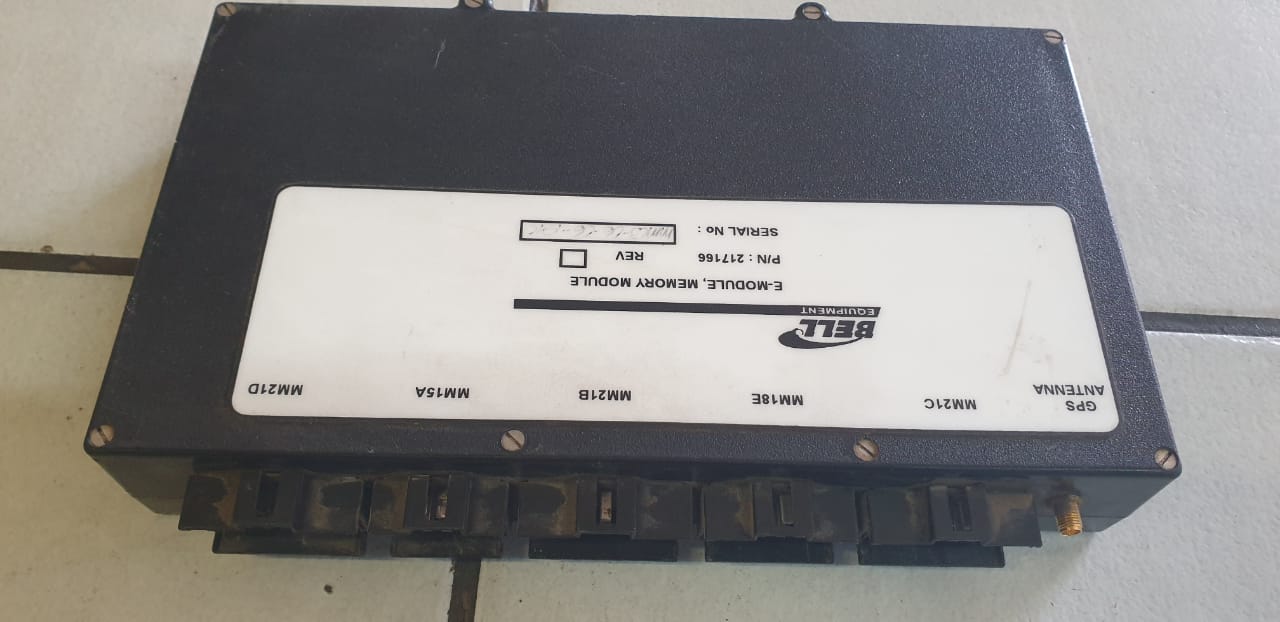 GPS ANTENNA
MM21C
MM18E
MM21B
MM15A
MM21D
BELL
EQUIPMENT
E-MODULE, MEMORY MODULE
P/N : 217166 REV
SERIAL No :